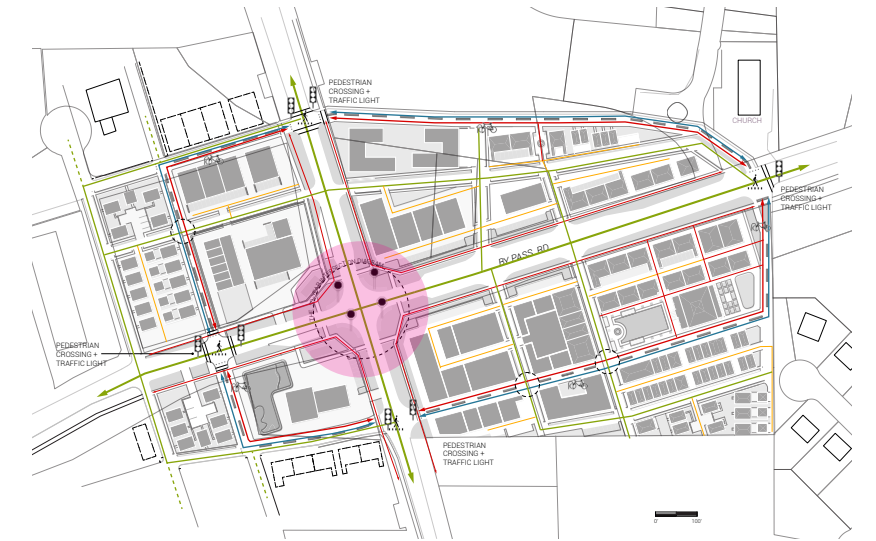 PEDESTRIAN
CROSSING +
TRAFFIC LIGHT
CHURCH
PEDESTRIAN
CROSSING +
TRAFFIC LIGHT
BY PASS RD
PEDESTRIAN
CROSSING +
TRAFFIC LIGHT
PEDESTRIAN
CROSSING +
TRAFFIC LIGHT
0' 100'